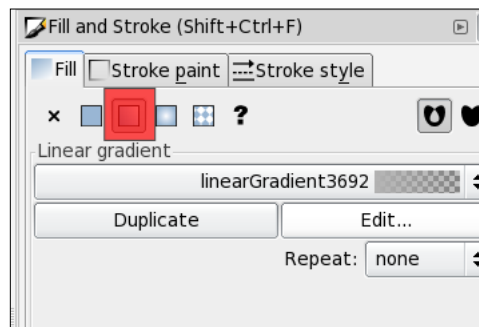 Fill and Stroke (Shift+Ctrl+F)
Fill Stroke paint Stroke style
× ?
Linear gradient
linearGradient3692
Duplicate Edit...
Repeat: none